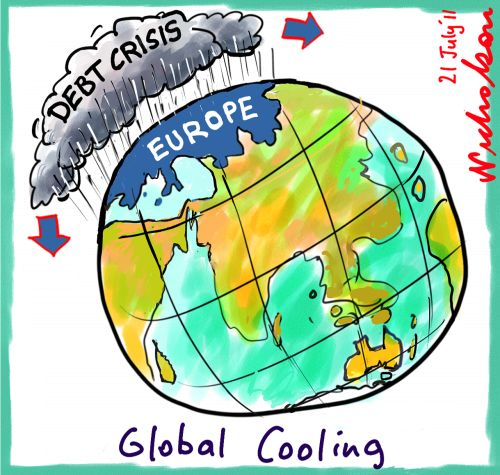 DEBT CRISIS
EUROPE
21 July'11
Nicholson
Global Cooling